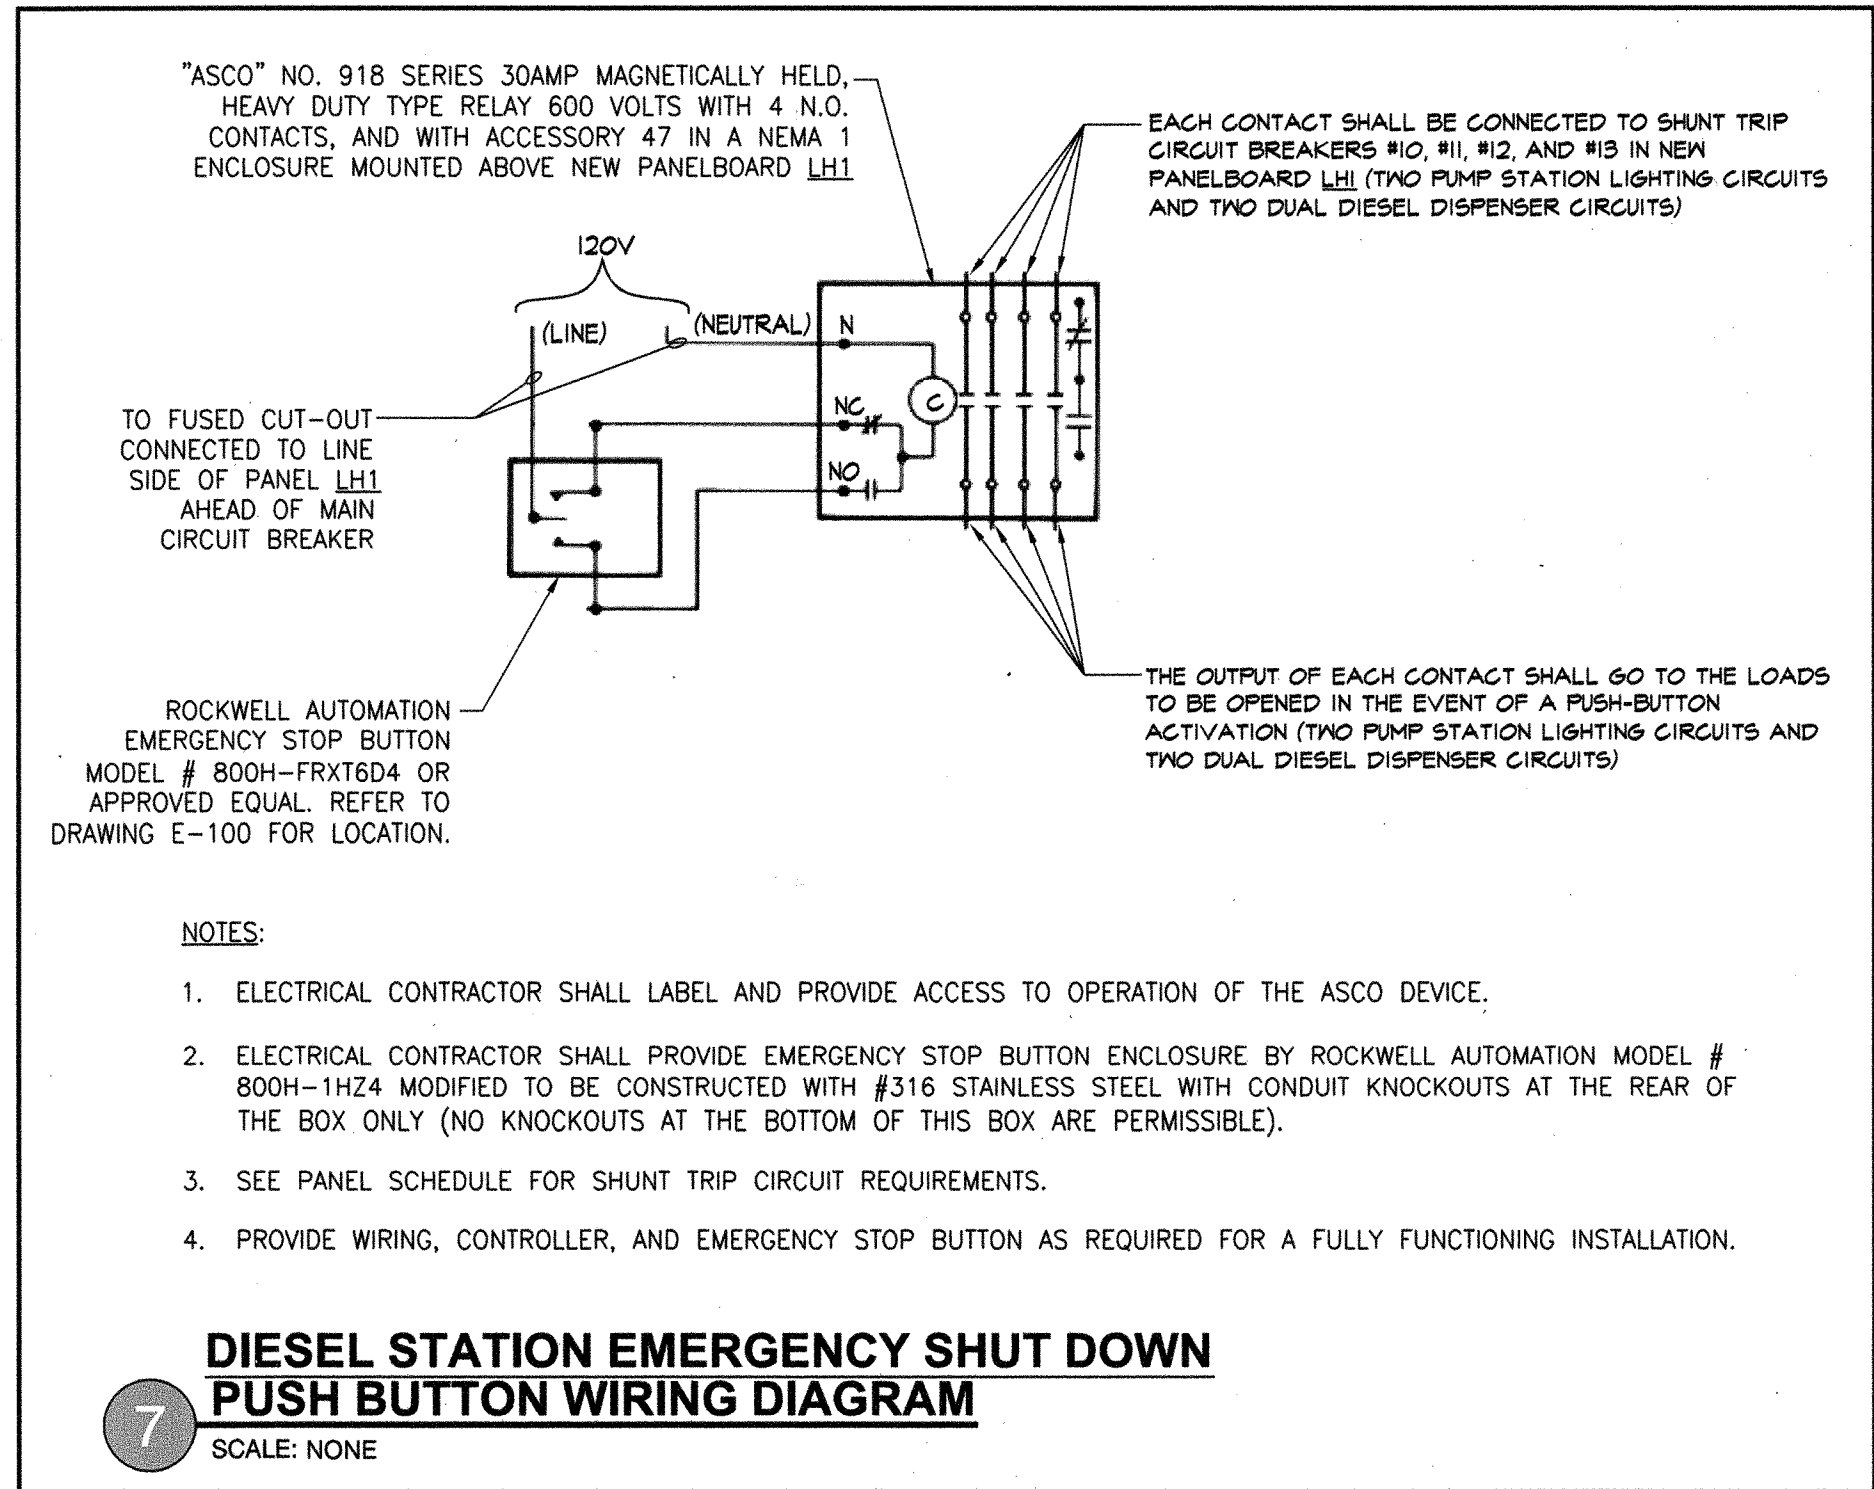 "ASCO" NO. 918 SERIES 30AMP MAGNETICALLY HELD,
HEAVY DUTY TYPE RELAY 600 VOLTS WITH 4 N.O.
CONTACTS, AND WITH ACCESSORY 47 IN A NEMA 1
ENCLOSURE MOUNTED ABOVE NEW PANELBOARD LH1
EACH CONTACT SHALL BE CONNECTED TO SHUNT TRIP
CIRCUIT BREAKERS #10, #11, #12, AND #13 IN NEW
PANELBOARD LH1 (TWO PUMP STATION LIGHTING CIRCUITS
AND TWO DUAL DIESEL DISPENSER CIRCUITS)
120V
(LINE)
(NEUTRAL)
N
NC
C
NO
TO FUSED CUT-OUT
CONNECTED TO LINE
SIDE OF PANEL LH1
AHEAD OF MAIN
CIRCUIT BREAKER
ROCKWELL AUTOMATION
EMERGENCY STOP BUTTON
MODEL # 800H-FRXT6D4 OR
APPROVED EQUAL. REFER TO
DRAWING E-100 FOR LOCATION.
THE OUTPUT OF EACH CONTACT SHALL GO TO THE LOADS
TO BE OPENED IN THE EVENT OF A PUSH-BUTTON
ACTIVATION (TWO PUMP STATION LIGHTING CIRCUITS AND
TWO DUAL DIESEL DISPENSER CIRCUITS)
NOTES:
1. ELECTRICAL CONTRACTOR SHALL LABEL AND PROVIDE ACCESS TO OPERATION OF THE ASCO DEVICE.
2. ELECTRICAL CONTRACTOR SHALL PROVIDE EMERGENCY STOP BUTTON ENCLOSURE BY ROCKWELL AUTOMATION MODEL #
800H-1HZ4 MODIFIED TO BE CONSTRUCTED WITH #316 STAINLESS STEEL WITH CONDUIT KNOCKOUTS AT THE REAR OF
THE BOX ONLY (NO KNOCKOUTS AT THE BOTTOM OF THIS BOX ARE PERMISSIBLE).
3. SEE PANEL SCHEDULE FOR SHUNT TRIP CIRCUIT REQUIREMENTS.
4. PROVIDE WIRING, CONTROLLER, AND EMERGENCY STOP BUTTON AS REQUIRED FOR A FULLY FUNCTIONING INSTALLATION.
DIESEL STATION EMERGENCY SHUT DOWN
PUSH BUTTON WIRING DIAGRAM
7
SCALE: NONE